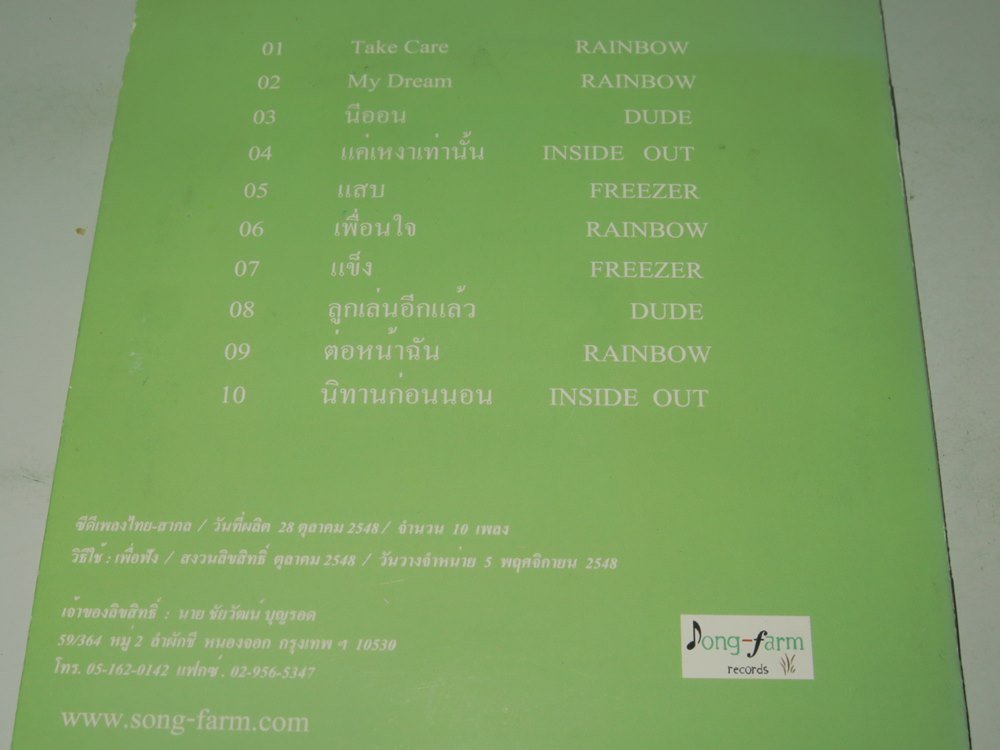 01 Take Care RAINBOW
02 My Dream RAINBOW
03 นีออน DUDE
04 แค่เหงาเท่านั้น INSIDE OUT
05 แสบ FREEZER
06 เพื่อนใจ RAINBOW
07 แข็ง FREEZER
08 ลูกเล่นอีกแล้ว DUDE
09 ต่อหน้าฉัน RAINBOW
10 นิทานก่อนนอน INSIDE OUT
ซีดีเพลงไทย-สากล / วันที่ผลิต 28 ตุลาคม 2548/ จำนวน 10 เพลง
วิธีใช้ : เพื่อฟัง / สงวนลิขสิทธิ์ ตุลาคม 2548 / วันวางจำหน่าย 5 พฤศจิกายน 2548
เจ้าของลิขสิทธิ์ : นาย ชัยวัฒน์ บุญรอด
59/364 หมู่ 2 ลำผักชี หนองจอก กรุงเทพ ฯ 10530
โทร. 05-162-0142 แฟกซ์. 02-956-5347
www.song-farm.com
Song-farm
records